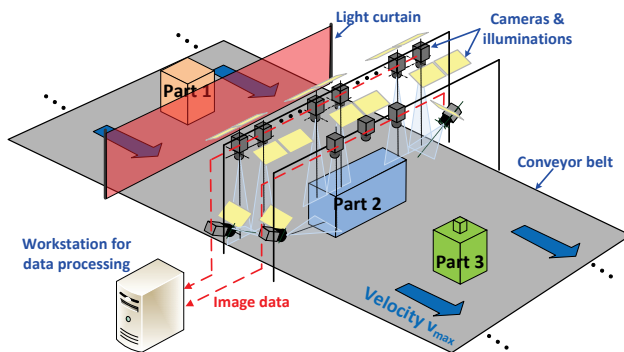 Light curtain
Cameras &
illuminations
Part 1
Conveyor belt
Part 2
Workstation for
data processing
Part 3
Image data
Velocity vmax